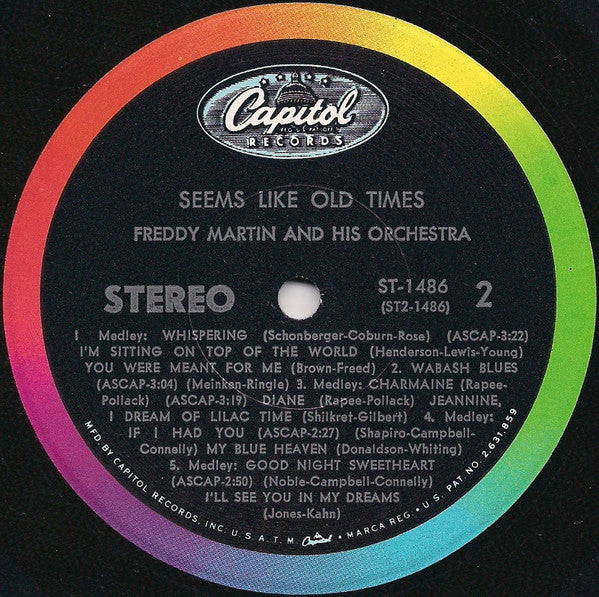 Capitol
REG. U.S. PAT. OFF.
RECORDS
SEEMS LIKE OLD TIMES
FREDDY MARTIN AND HIS ORCHESTRA
STEREO
ST-1486
(ST2-1486)
2
1 Medley: WHISPERING (Schonberger-Coburn-Rose) (ASCAP-3:22)
I'M SITTING ON TOP OF THE WORLD (Henderson-Lewis-Young)
YOU WERE MEANT FOR ME (Brown-Freed) 2. WABASH BLUES
(ASCAP-3:04) (Meinken-Ringle) 3. Medley: CHARMAINE (Rapee-
Pollack) (ASCAP-3:19) DIANE (Rapee-Pollack) JEANNINE,
I DREAM OF LILAC TIME (Shilkret-Gilbert) 4. Medley:
IF I HAD YOU (ASCAP-2:27) (Shapiro-Campbell-
Connelly) MY BLUE HEAVEN (Donaldson-Whiting)
5. Medley: GOOD NIGHT SWEETHEART
(ASCAP-2:50) (Noble-Campbell-Connelly)
I'LL SEE YOU IN MY DREAMS
(Jones-Kahn)
MFD. BY CAPITOL RECORDS, INC. U.S.A. T.M. Capitol MARCA REG. • U.S. PAT. NO. 2,631,859